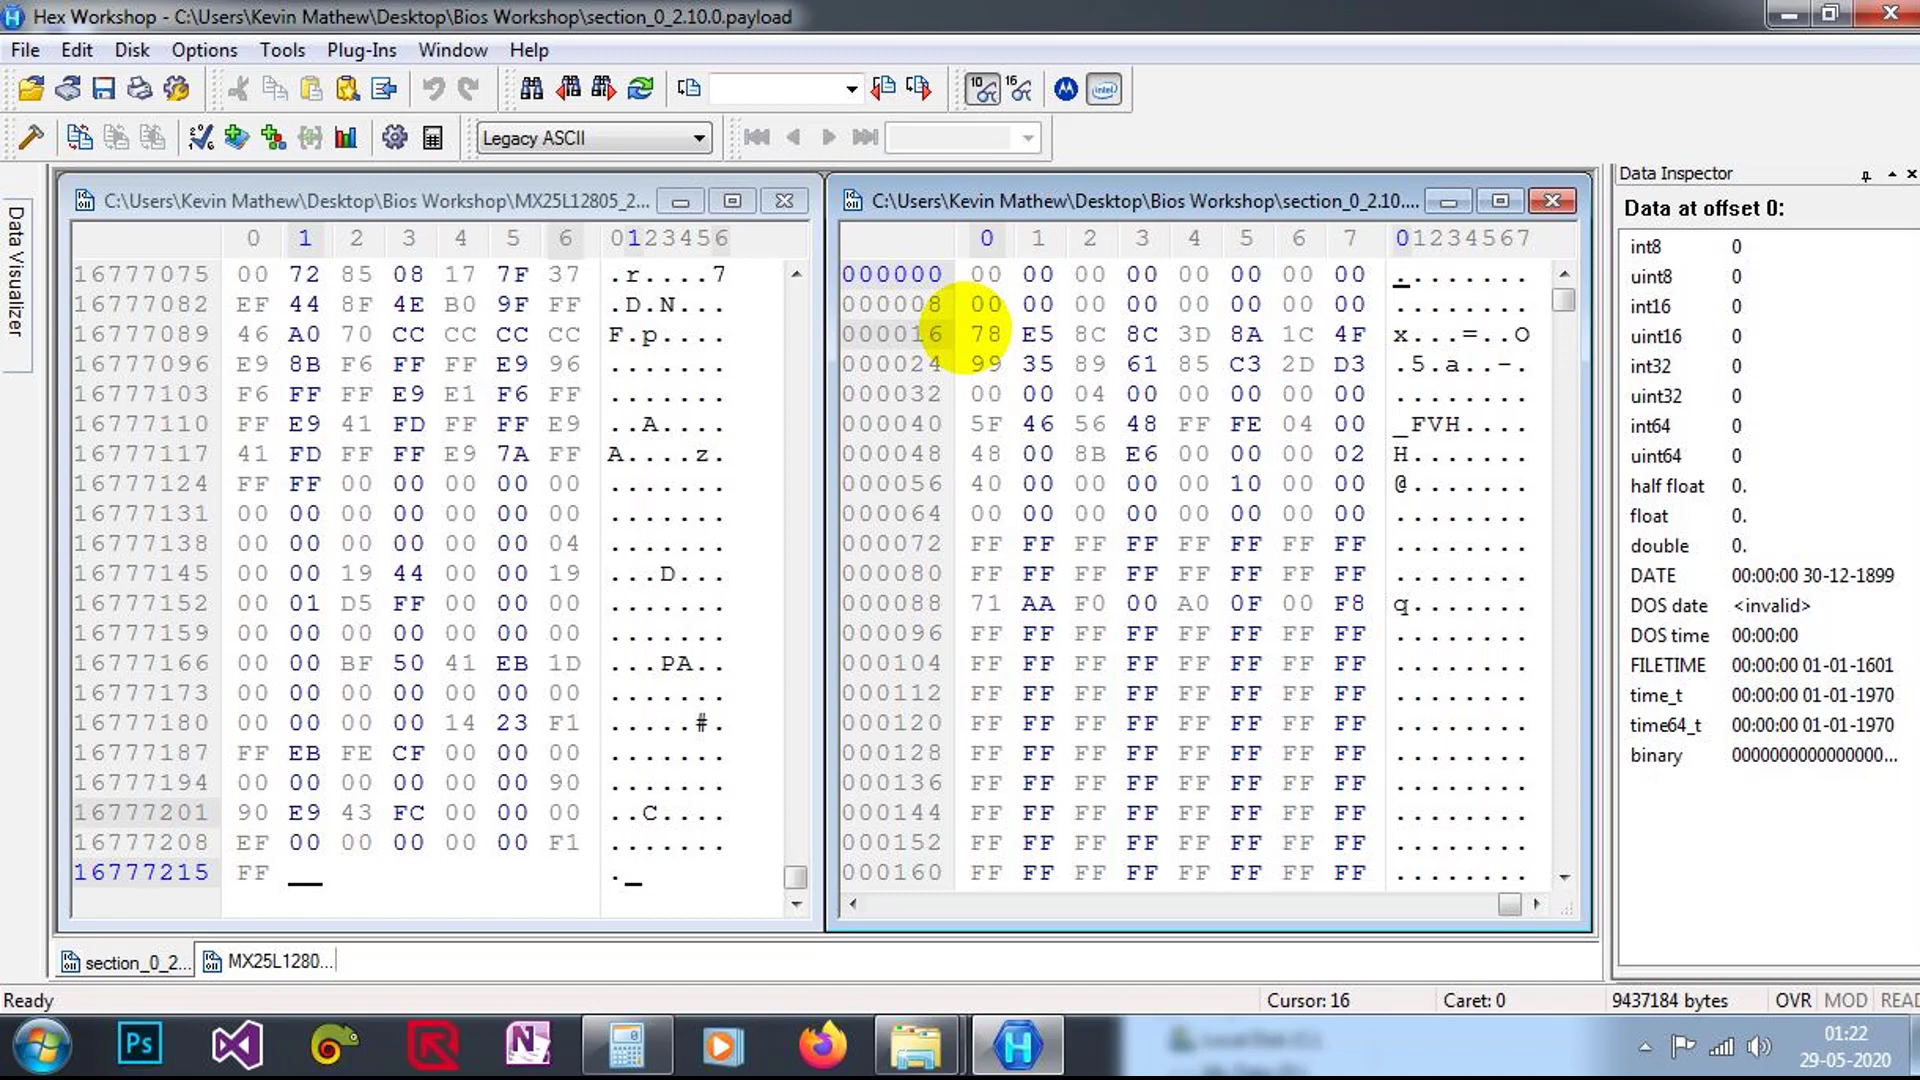 Hex Workshop - C:\Users\Kevin Mathew\Desktop\Bios Workshop\section_0_2.10.0.payload
File Edit Disk Options Tools Plug-Ins Window Help
10 16 intel
Legacy ASCII
Data Visualizer
C:\Users\Kevin Mathew\Desktop\Bios Workshop\MX25L12805_2...
0 1 2 3 4 5 6 0123456
16777075 00 72 85 08 17 7F 37 .r....7
16777082 EF 44 8F 4E B0 9F FF .D.N...
16777089 46 A0 70 CC CC CC CC F.p....
16777096 E9 8B F6 FF FF E9 96 .......
16777103 F6 FF FF E9 E1 F6 FF .......
16777110 FF E9 41 FD FF FF E9 ..A....
16777117 41 FD FF FF E9 7A FF A....z.
16777124 FF FF 00 00 00 00 00 .......
16777131 00 00 00 00 00 00 00 .......
16777138 00 00 00 00 00 00 04 .......
16777145 00 00 19 44 00 00 19 ...D...
16777152 00 01 D5 FF 00 00 00 .......
16777159 00 00 00 00 00 00 00 .......
16777166 00 00 BF 50 41 EB 1D ...PA..
16777173 00 00 00 00 00 00 00 .......
16777180 00 00 00 00 14 23 F1 .....#.
16777187 FF EB FE CF 00 00 00 .......
16777194 00 00 00 00 00 00 90 .......
16777201 90 E9 43 FC 00 00 00 ..C....
16777208 EF 00 00 00 00 00 F1 .......
16777215 FF .
C:\Users\Kevin Mathew\Desktop\Bios Workshop\section_0_2.10....
0 1 2 3 4 5 6 7 01234567
000000 00 00 00 00 00 00 00 00 ........
000008 00 00 00 00 00 00 00 00 ........
000016 78 E5 8C 8C 3D 8A 1C 4F x...=..O
000024 99 35 89 61 85 C3 2D D3 .5.a..-.
000032 00 00 04 00 00 00 00 00 ........
000040 5F 46 56 48 FF FE 04 00 _FVH....
000048 48 00 8B E6 00 00 00 02 H.......
000056 40 00 00 00 00 10 00 00 @.......
000064 00 00 00 00 00 00 00 00 ........
000072 FF FF FF FF FF FF FF FF ........
000080 FF FF FF FF FF FF FF FF ........
000088 71 AA F0 00 A0 0F 00 F8 q.......
000096 FF FF FF FF FF FF FF FF ........
000104 FF FF FF FF FF FF FF FF ........
000112 FF FF FF FF FF FF FF FF ........
000120 FF FF FF FF FF FF FF FF ........
000128 FF FF FF FF FF FF FF FF ........
000136 FF FF FF FF FF FF FF FF ........
000144 FF FF FF FF FF FF FF FF ........
000152 FF FF FF FF FF FF FF FF ........
000160 FF FF FF FF FF FF FF FF ........
Data Inspector
Data at offset 0:
int8 0
uint8 0
int16 0
uint16 0
int32 0
uint32 0
int64 0
uint64 0
half float 0.
float 0.
double 0.
DATE 00:00:00 30-12-1899
DOS date <invalid>
DOS time 00:00:00
FILETIME 00:00:00 01-01-1601
time_t 00:00:00 01-01-1970
time64_t 00:00:00 01-01-1970
binary 0000000000000000...
section_0_2... MX25L1280...
Ready Cursor: 16 Caret: 0 9437184 bytes OVR MOD READ
Ps N H
01:22
29-05-2020